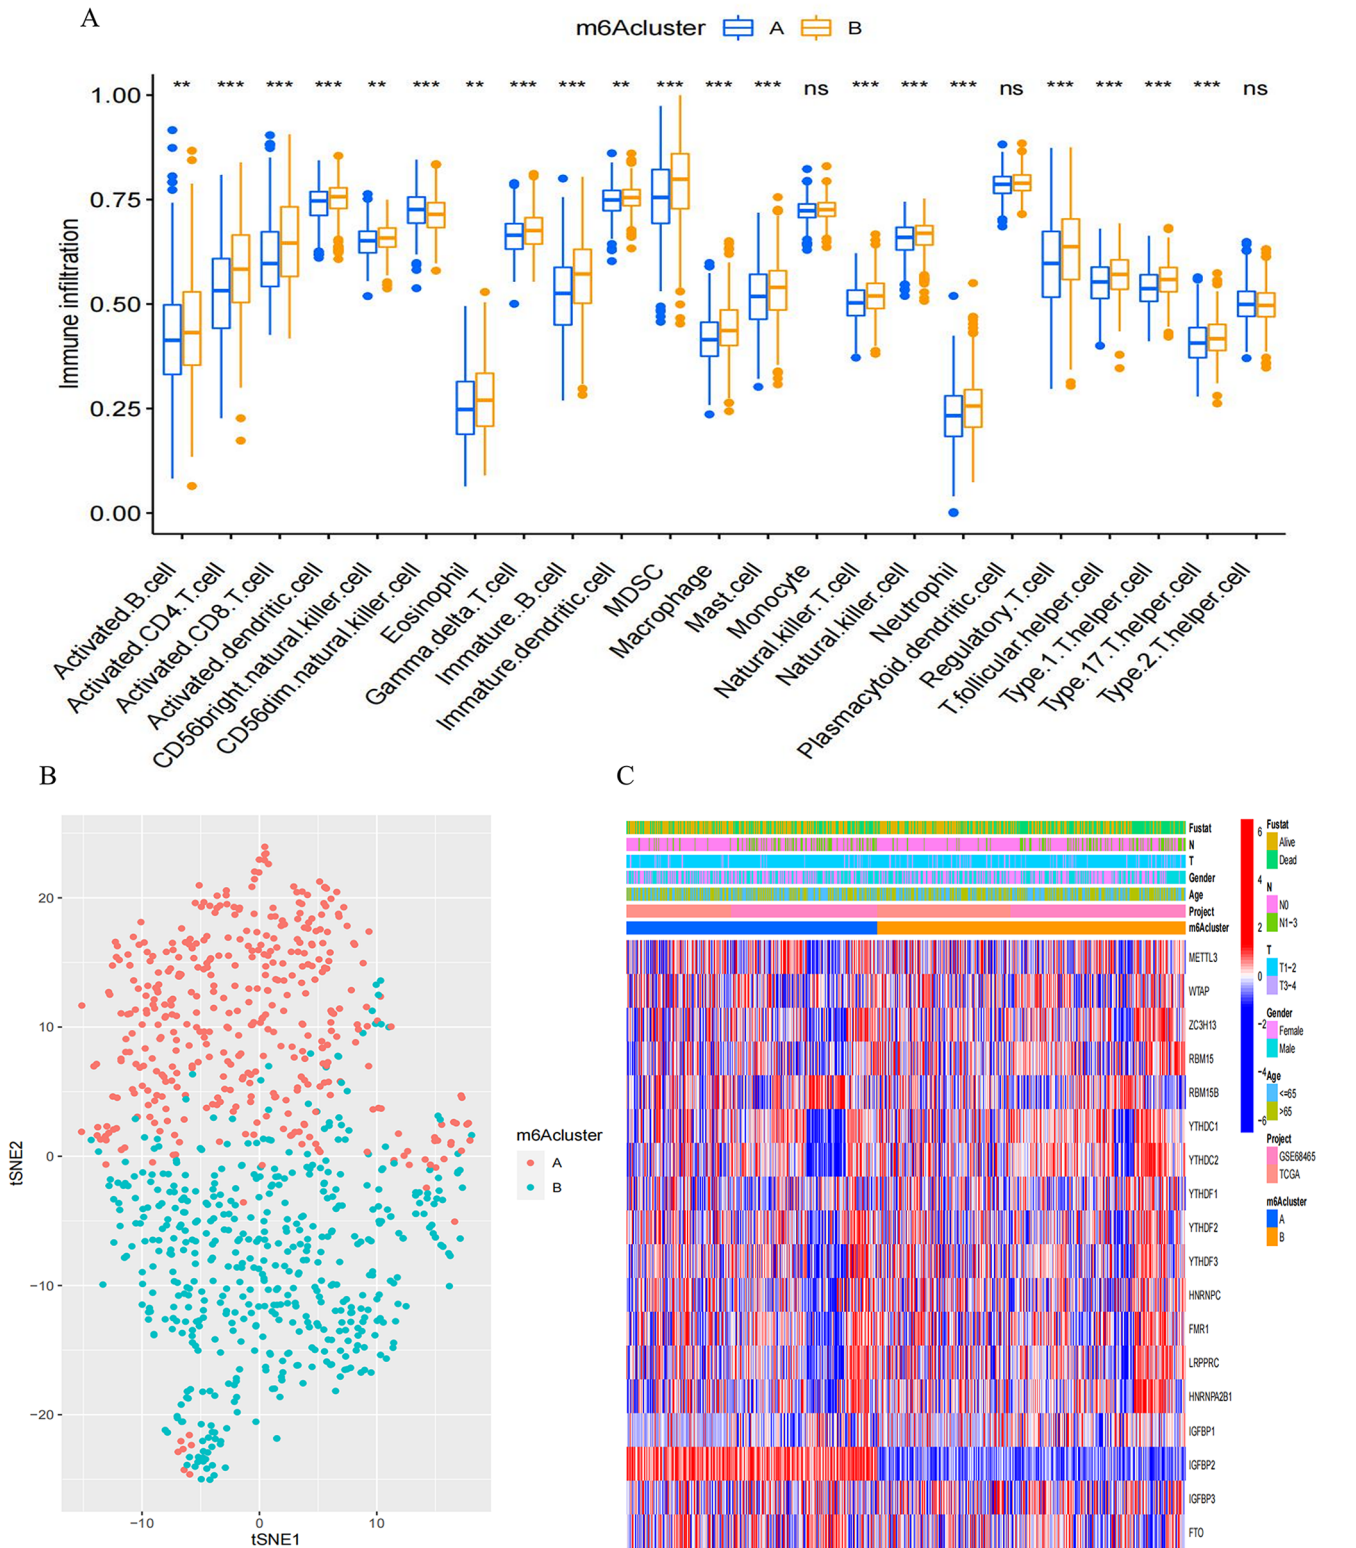 A
m6Acluster A B
** *** *** *** ** *** ** *** *** ** *** *** *** ns *** *** *** ns *** *** *** *** ns
1.00
0.75
0.50
0.25
0.00
Immune infiltration
Activated.B.cell
Activated.CD4.T.cell
Activated.CD8.T.cell
Activated.dendritic.cell
CD56bright.natural.killer.cell
CD56dim.natural.killer.cell
Eosinophil
Gamma.delta.T.cell
Immature..B.cell
Immature.dendritic.cell
MDSC
Macrophage
Mast.cell
Monocyte
Natural.killer.T.cell
Natural.killer.cell
Neutrophil
Plasmacytoid.dendritic.cell
Regulatory.T.cell
T.follicular.helper.cell
Type.1.T.helper.cell
Type.17.T.helper.cell
Type.2.T.helper.cell
B
20
10
0
−10
−20
tSNE2
−10 0 10
tSNE1
m6Acluster
A
B
C
Fustat
N
T
Gender
Age
Project
m6Acluster
METTL3
WTAP
ZC3H13
RBM15
RBM15B
YTHDC1
YTHDC2
YTHDF1
YTHDF2
YTHDF3
HNRNPC
FMR1
LRPPRC
HNRNPA2B1
IGFBP1
IGFBP2
IGFBP3
FTO
6
4
2
0
−2
−4
−6
Fustat
Alive
Dead
N
N0
N1−3
T
T1−2
T3−4
Gender
Female
Male
Age
<=65
>65
Project
GSE68465
TCGA
m6Acluster
A
B